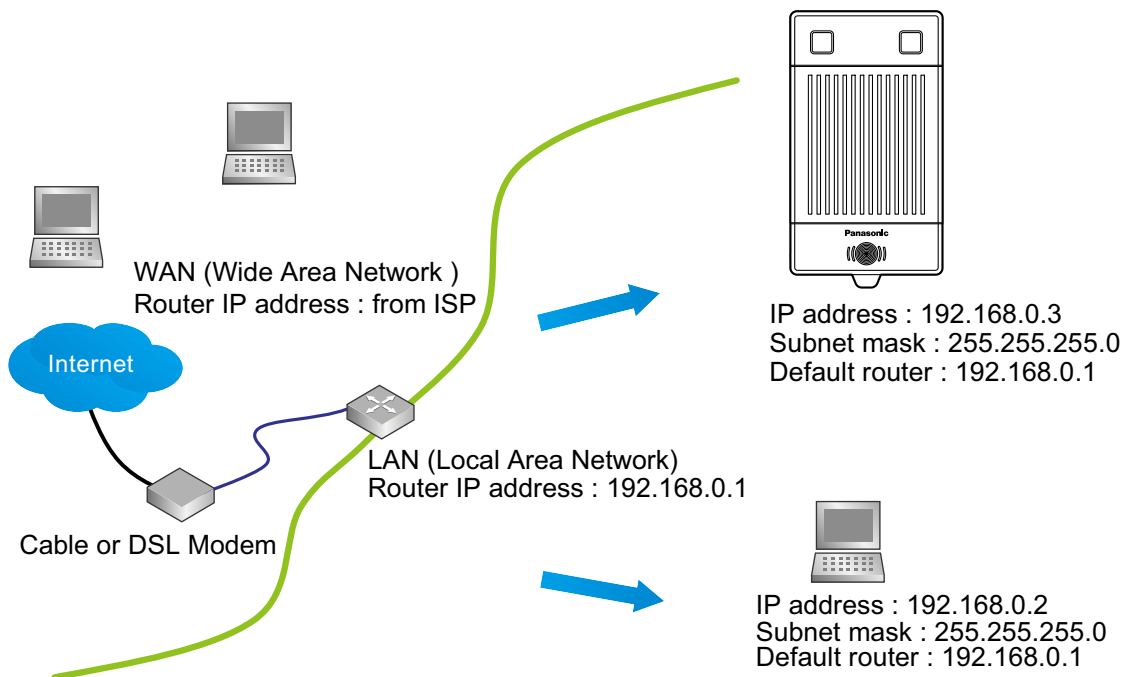 Panasonic
WAN (Wide Area Network )
Router IP address : from ISP
IP address : 192.168.0.3
Subnet mask : 255.255.255.0
Default router : 192.168.0.1
Internet
LAN (Local Area Network)
Router IP address : 192.168.0.1
Cable or DSL Modem
IP address : 192.168.0.2
Subnet mask : 255.255.255.0
Default router : 192.168.0.1